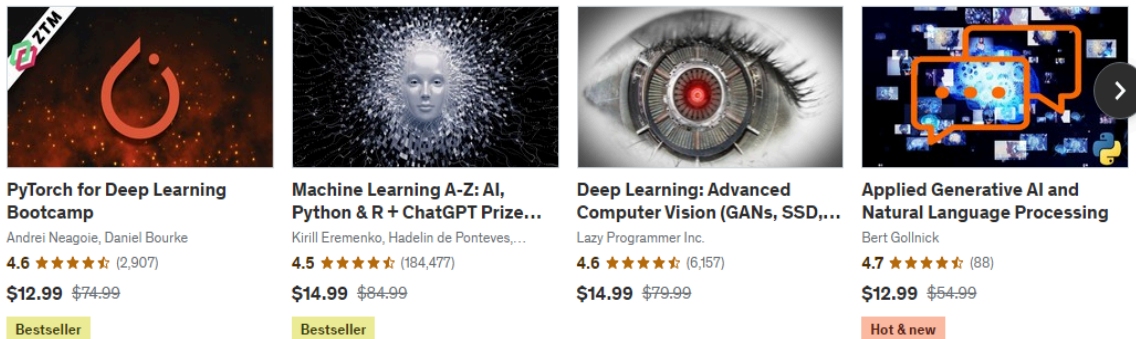 ZTM
PyTorch for Deep Learning
Bootcamp
Andrei Neagoie, Daniel Bourke
4.6 (2,907)
$12.99 $74.99
Bestseller
Machine Learning A-Z: AI,
Python & R + ChatGPT Prize...
Kirill Eremenko, Hadelin de Ponteves,...
4.5 (184,477)
$14.99 $84.99
Bestseller
Deep Learning: Advanced
Computer Vision (GANs, SSD,...
Lazy Programmer Inc.
4.6 (6,157)
$14.99 $79.99
Applied Generative AI and
Natural Language Processing
Bert Gollnick
4.7 (88)
$12.99 $54.99
Hot & new